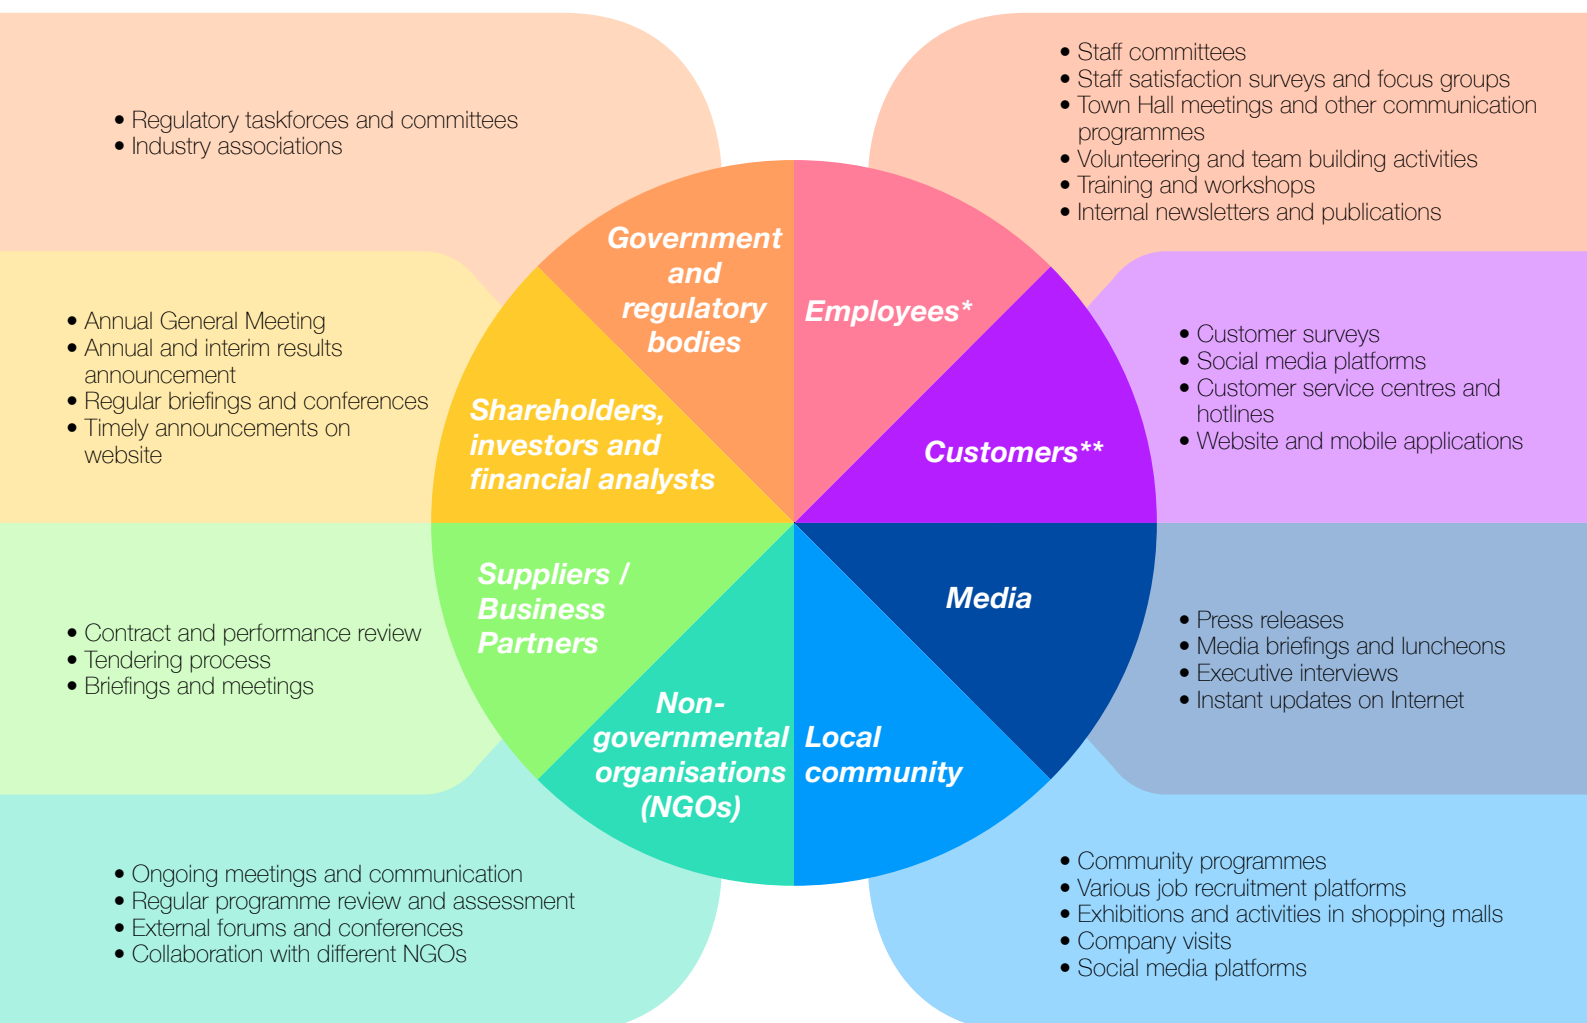 • Regulatory taskforces and committees
• Industry associations
• Staff committees
• Staff satisfaction surveys and focus groups
• Town Hall meetings and other communication
programmes
• Volunteering and team building activities
• Training and workshops
• Internal newsletters and publications
Government
and
regulatory
bodies
Employees*
• Annual General Meeting
• Annual and interim results
announcement
• Regular briefings and conferences
• Timely announcements on
website
Shareholders,
investors and
financial analysts
Customers**
• Customer surveys
• Social media platforms
• Customer service centres and
hotlines
• Website and mobile applications
• Contract and performance review
• Tendering process
• Briefings and meetings
Suppliers /
Business
Partners
Media
• Press releases
• Media briefings and luncheons
• Executive interviews
• Instant updates on Internet
Non-
governmental
organisations
(NGOs)
Local
community
• Ongoing meetings and communication
• Regular programme review and assessment
• External forums and conferences
• Collaboration with different NGOs
• Community programmes
• Various job recruitment platforms
• Exhibitions and activities in shopping malls
• Company visits
• Social media platforms